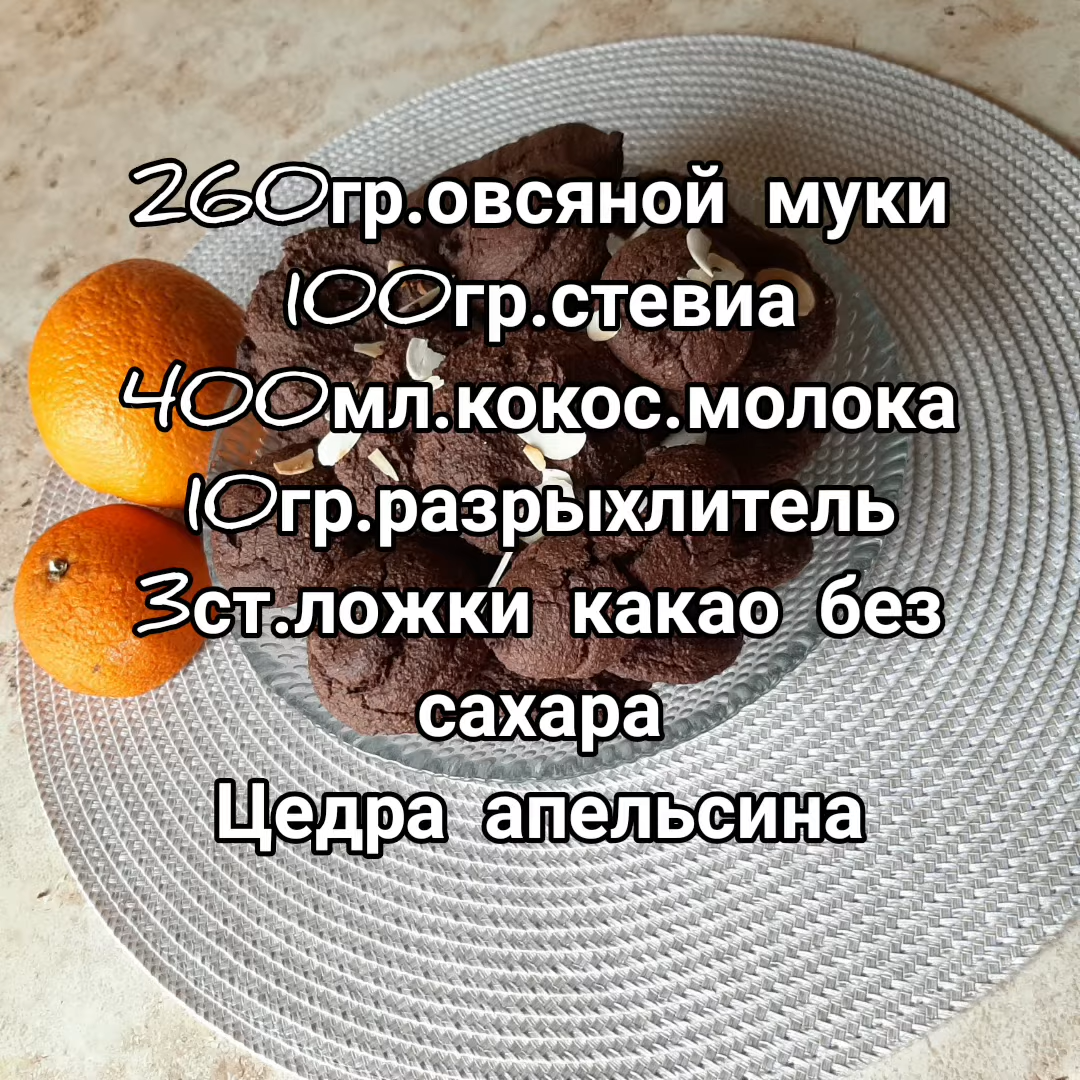 260гр.овсяной муки
100гр.стевиа
400мл.кокос.молока
10гр.разрыхлитель
3ст.ложки какао без
сахара
Цедра апельсина